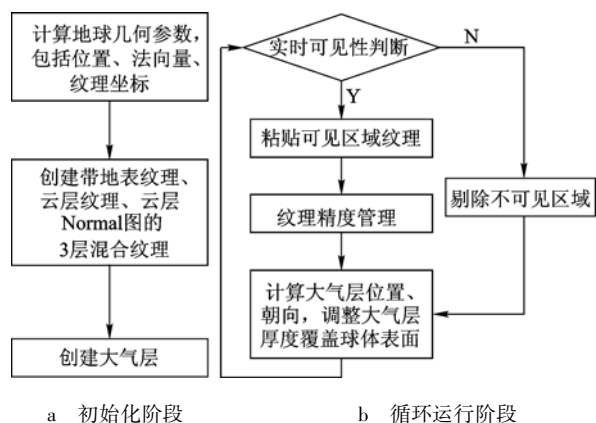 计算地球几何参数,
包括位置、法向量、
纹理坐标
创建带地表纹理、
云层纹理、云层
Normal图的
3层混合纹理
创建大气层
a 初始化阶段
实时可见性判断
N
Y
粘贴可见区域纹理
纹理精度管理
剔除不可见区域
计算大气层位置、
朝向，调整大气层
厚度覆盖球体表面
b 循环运行阶段